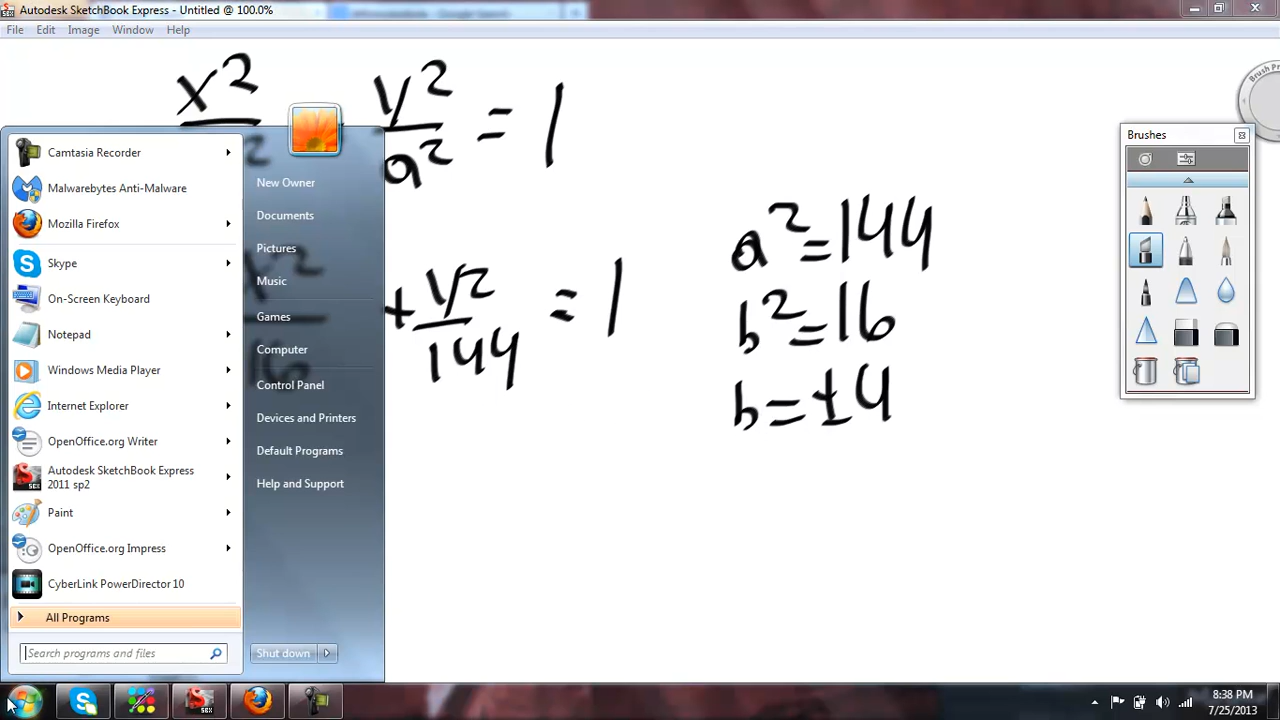 Autodesk SketchBook Express - Untitled @ 100.0%
File Edit Image Window Help
x2 y2 = 1
2 a2
x2 + y2 = 1
16 144
a2=144
b2=16
b=±4
Brushes
Camtasia Recorder
Malwarebytes Anti-Malware
Mozilla Firefox
Skype
On-Screen Keyboard
Notepad
Windows Media Player
Internet Explorer
OpenOffice.org Writer
Autodesk SketchBook Express
2011 sp2
Paint
OpenOffice.org Impress
CyberLink PowerDirector 10
All Programs
Search programs and files
New Owner
Documents
Pictures
Music
Games
Computer
Control Panel
Devices and Printers
Default Programs
Help and Support
Shut down
8:38 PM
7/25/2013